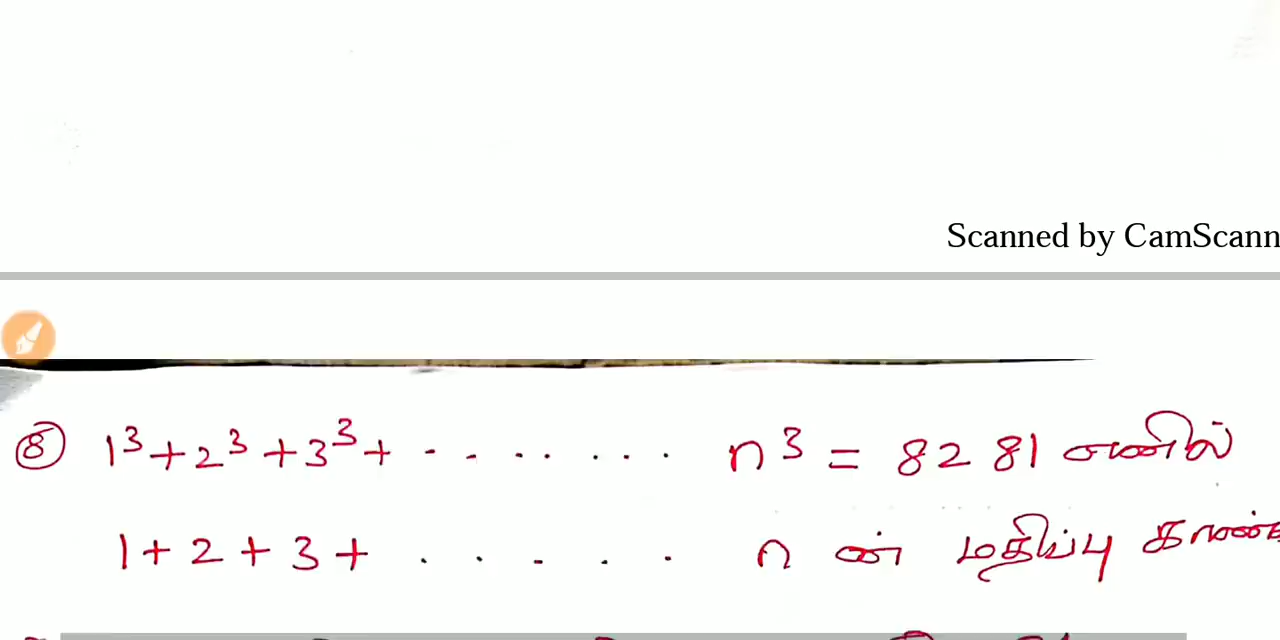 Scanned by CamScann
⑧ 1³ + 2³ + 3³ + - - . . . . . . n³ = 8281 எனில்
1 + 2 + 3 + . . . . . n ன் மதிப்பு காண்க